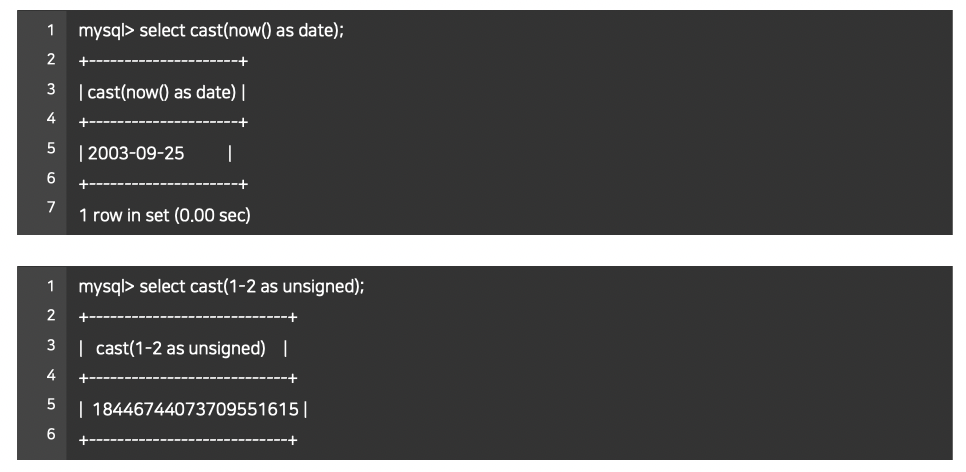 1 mysql> select cast(now() as date);
2 +---------------------+
3 | cast(now() as date) |
4 +---------------------+
5 | 2003-09-25 |
6 +---------------------+
7 1 row in set (0.00 sec)
1 mysql> select cast(1-2 as unsigned);
2 +----------------------------+
3 | cast(1-2 as unsigned) |
4 +----------------------------+
5 | 18446744073709551615 |
6 +----------------------------+